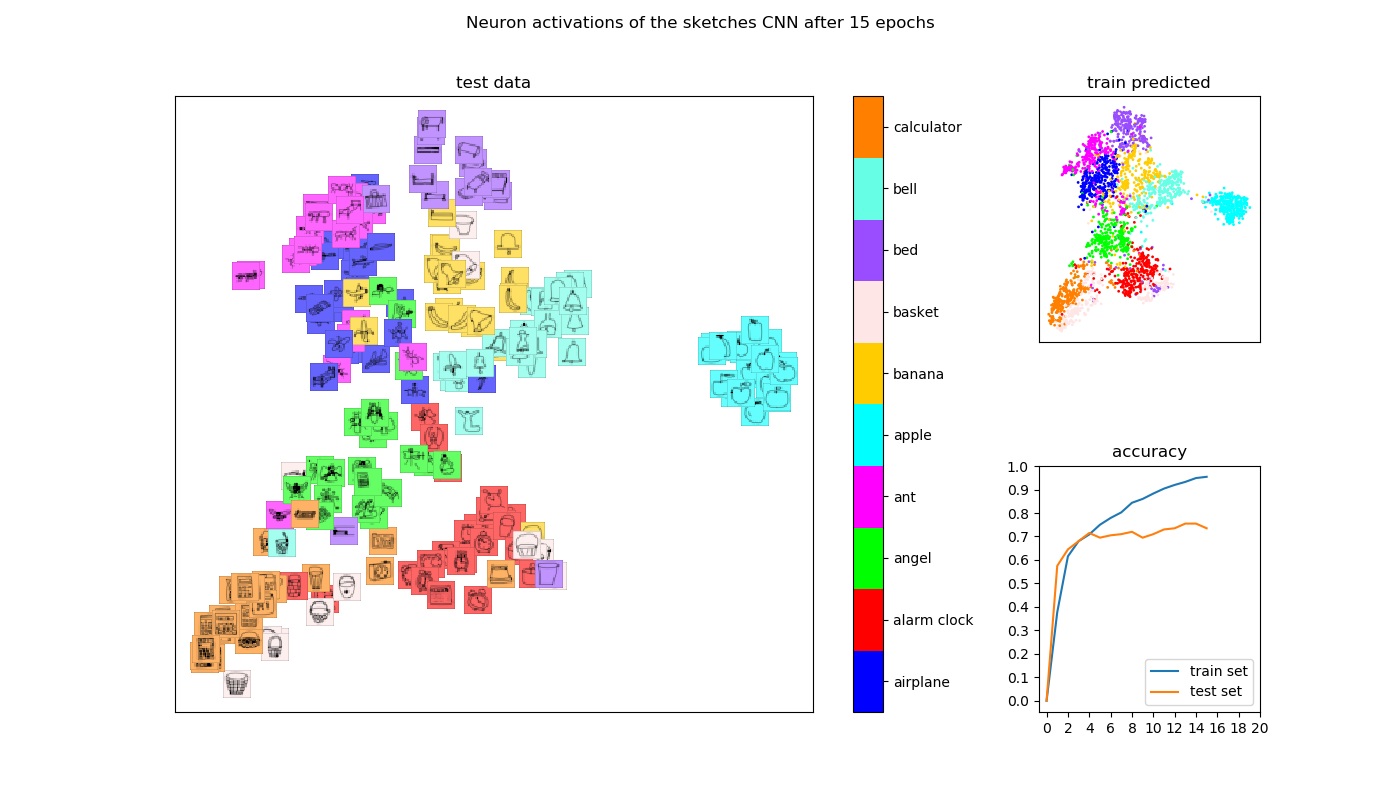 Neuron activations of the sketches CNN after 15 epochs
test data
calculator
bell
bed
basket
banana
apple
ant
angel
alarm clock
airplane
train predicted
accuracy
1.0
0.9
0.8
0.7
0.6
0.5
0.4
0.3
0.2
0.1
0.0
train set
test set
0 2 4 6 8 10 12 14 16 18 20